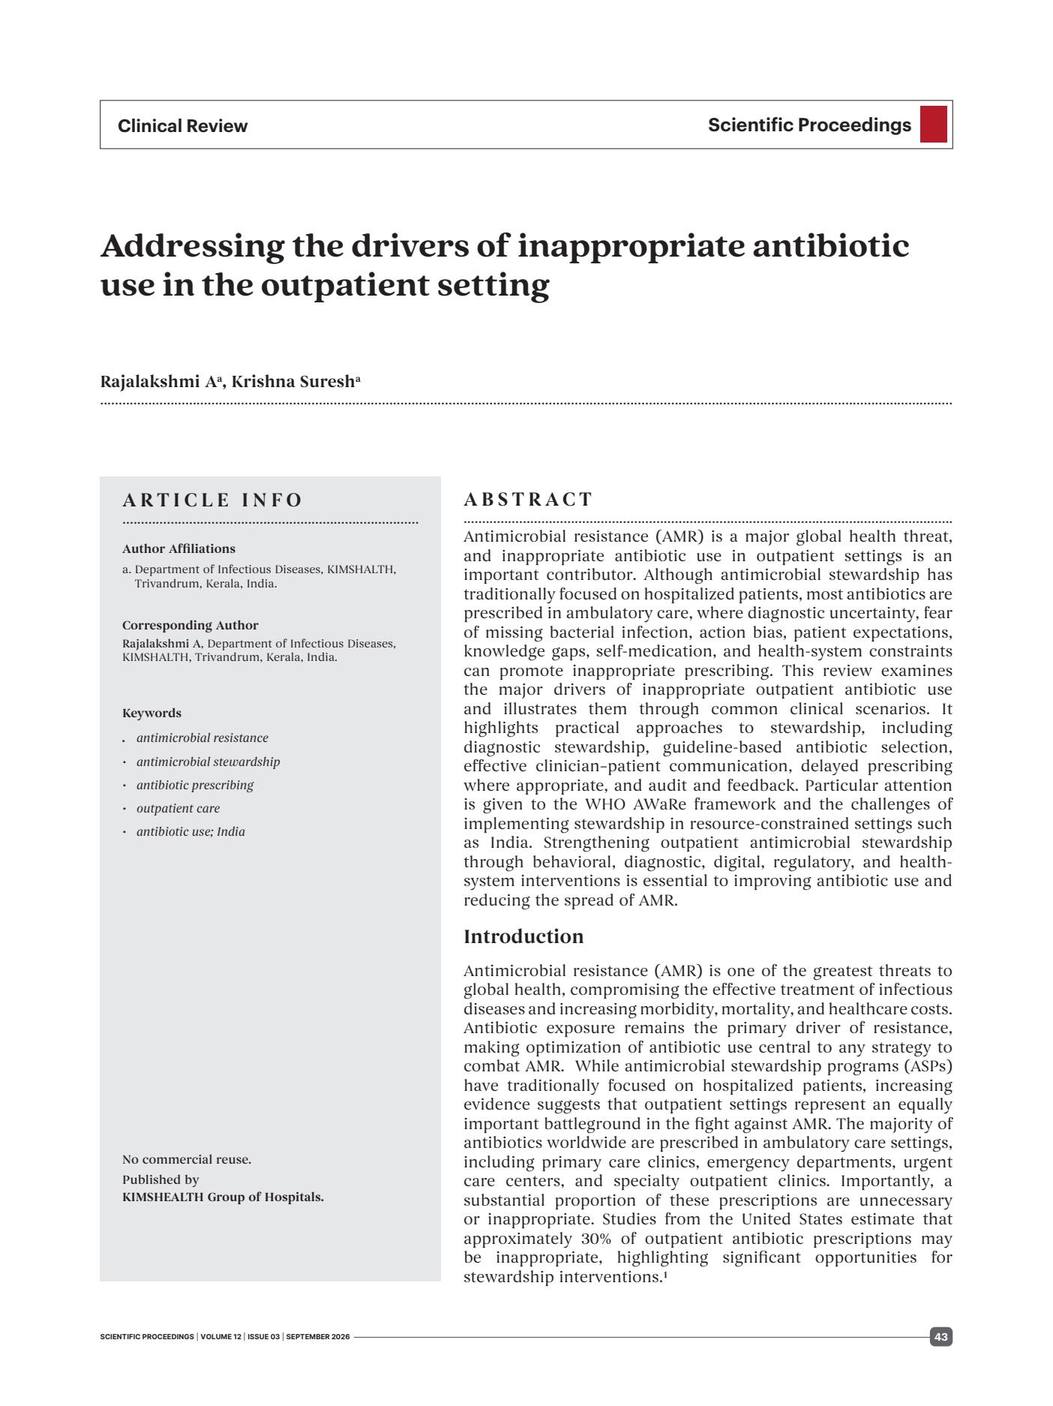 Clinical Review
Scientific Proceedings
Addressing the drivers of inappropriate antibiotic
use in the outpatient setting
Rajalakshmi Aᵃ, Krishna Sureshᵃ
ARTICLE INFO
Author Affiliations
a. Department of Infectious Diseases, KIMSHALTH,
Trivandrum, Kerala, India.
Corresponding Author
Rajalakshmi A, Department of Infectious Diseases,
KIMSHALTH, Trivandrum, Kerala, India.
Keywords
• antimicrobial resistance
• antimicrobial stewardship
• antibiotic prescribing
• outpatient care
• antibiotic use; India
No commercial reuse.
Published by
KIMSHEALTH Group of Hospitals.
ABSTRACT
Antimicrobial resistance (AMR) is a major global health threat,
and inappropriate antibiotic use in outpatient settings is an
important contributor. Although antimicrobial stewardship has
traditionally focused on hospitalized patients, most antibiotics are
prescribed in ambulatory care, where diagnostic uncertainty, fear
of missing bacterial infection, action bias, patient expectations,
knowledge gaps, self-medication, and health-system constraints
can promote inappropriate prescribing. This review examines
the major drivers of inappropriate outpatient antibiotic use
and illustrates them through common clinical scenarios. It
highlights practical approaches to stewardship, including
diagnostic stewardship, guideline-based antibiotic selection,
effective clinician–patient communication, delayed prescribing
where appropriate, and audit and feedback. Particular attention
is given to the WHO AWaRe framework and the challenges of
implementing stewardship in resource-constrained settings such
as India. Strengthening outpatient antimicrobial stewardship
through behavioral, diagnostic, digital, regulatory, and health-
system interventions is essential to improving antibiotic use and
reducing the spread of AMR.
Introduction
Antimicrobial resistance (AMR) is one of the greatest threats to
global health, compromising the effective treatment of infectious
diseases and increasing morbidity, mortality, and healthcare costs.
Antibiotic exposure remains the primary driver of resistance,
making optimization of antibiotic use central to any strategy to
combat AMR. While antimicrobial stewardship programs (ASPs)
have traditionally focused on hospitalized patients, increasing
evidence suggests that outpatient settings represent an equally
important battleground in the fight against AMR. The majority of
antibiotics worldwide are prescribed in ambulatory care settings,
including primary care clinics, emergency departments, urgent
care centers, and specialty outpatient clinics. Importantly, a
substantial proportion of these prescriptions are unnecessary
or inappropriate. Studies from the United States estimate that
approximately 30% of outpatient antibiotic prescriptions may
be inappropriate, highlighting significant opportunities for
stewardship interventions.¹
SCIENTIFIC PROCEEDINGS | VOLUME 12 | ISSUE 03 | SEPTEMBER 2026
43